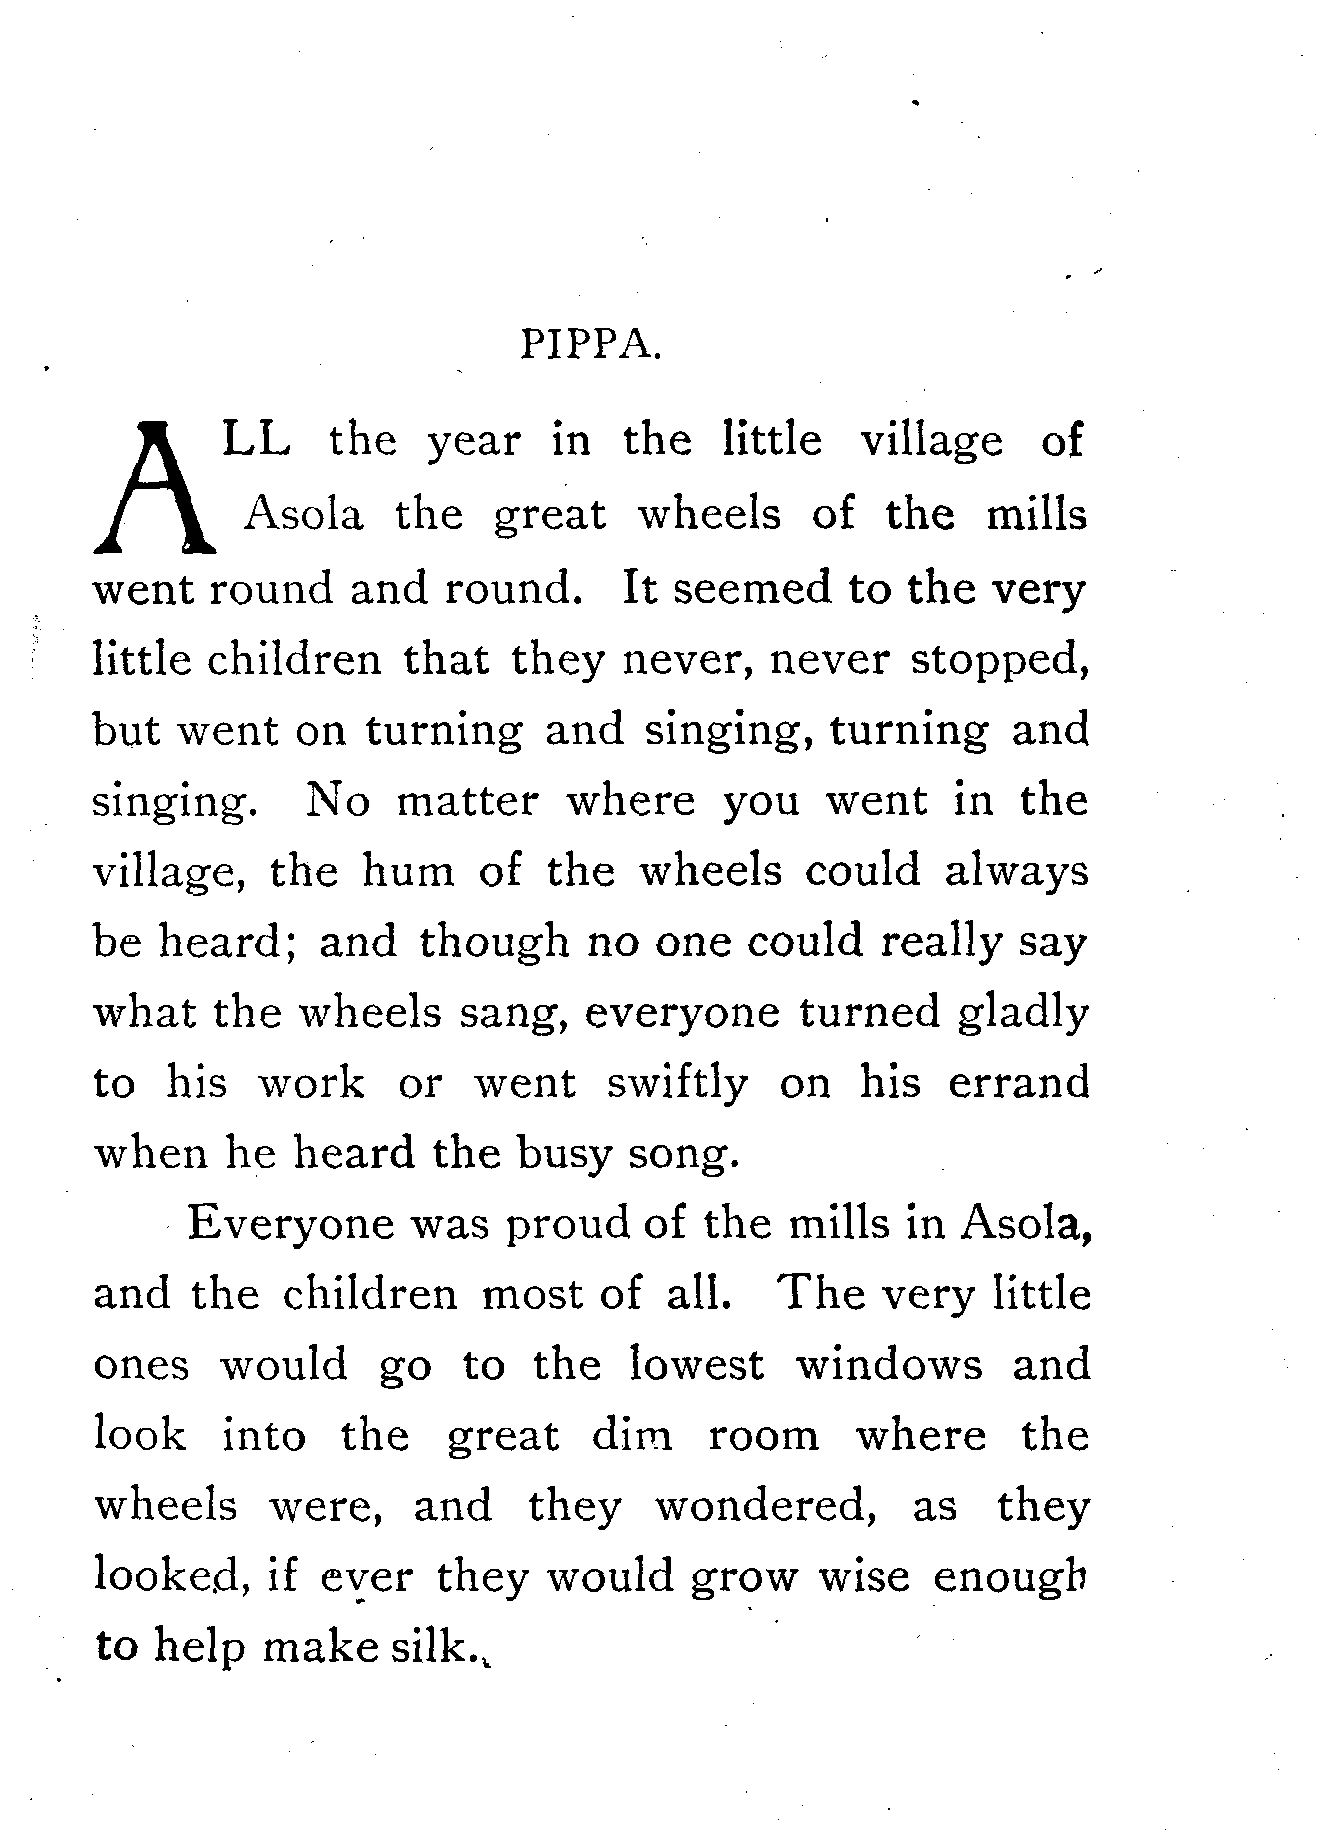 PIPPA.
ALL the year in the little village of
Asola the great wheels of the mills
went round and round. It seemed to the very
little children that they never, never stopped,
but went on turning and singing, turning and
singing. No matter where you went in the
village, the hum of the wheels could always
be heard; and though no one could really say
what the wheels sang, everyone turned gladly
to his work or went swiftly on his errand
when he heard the busy song.
Everyone was proud of the mills in Asola,
and the children most of all. The very little
ones would go to the lowest windows and
look into the great dim room where the
wheels were, and they wondered, as they
looked, if ever they would grow wise enough
to help make silk.